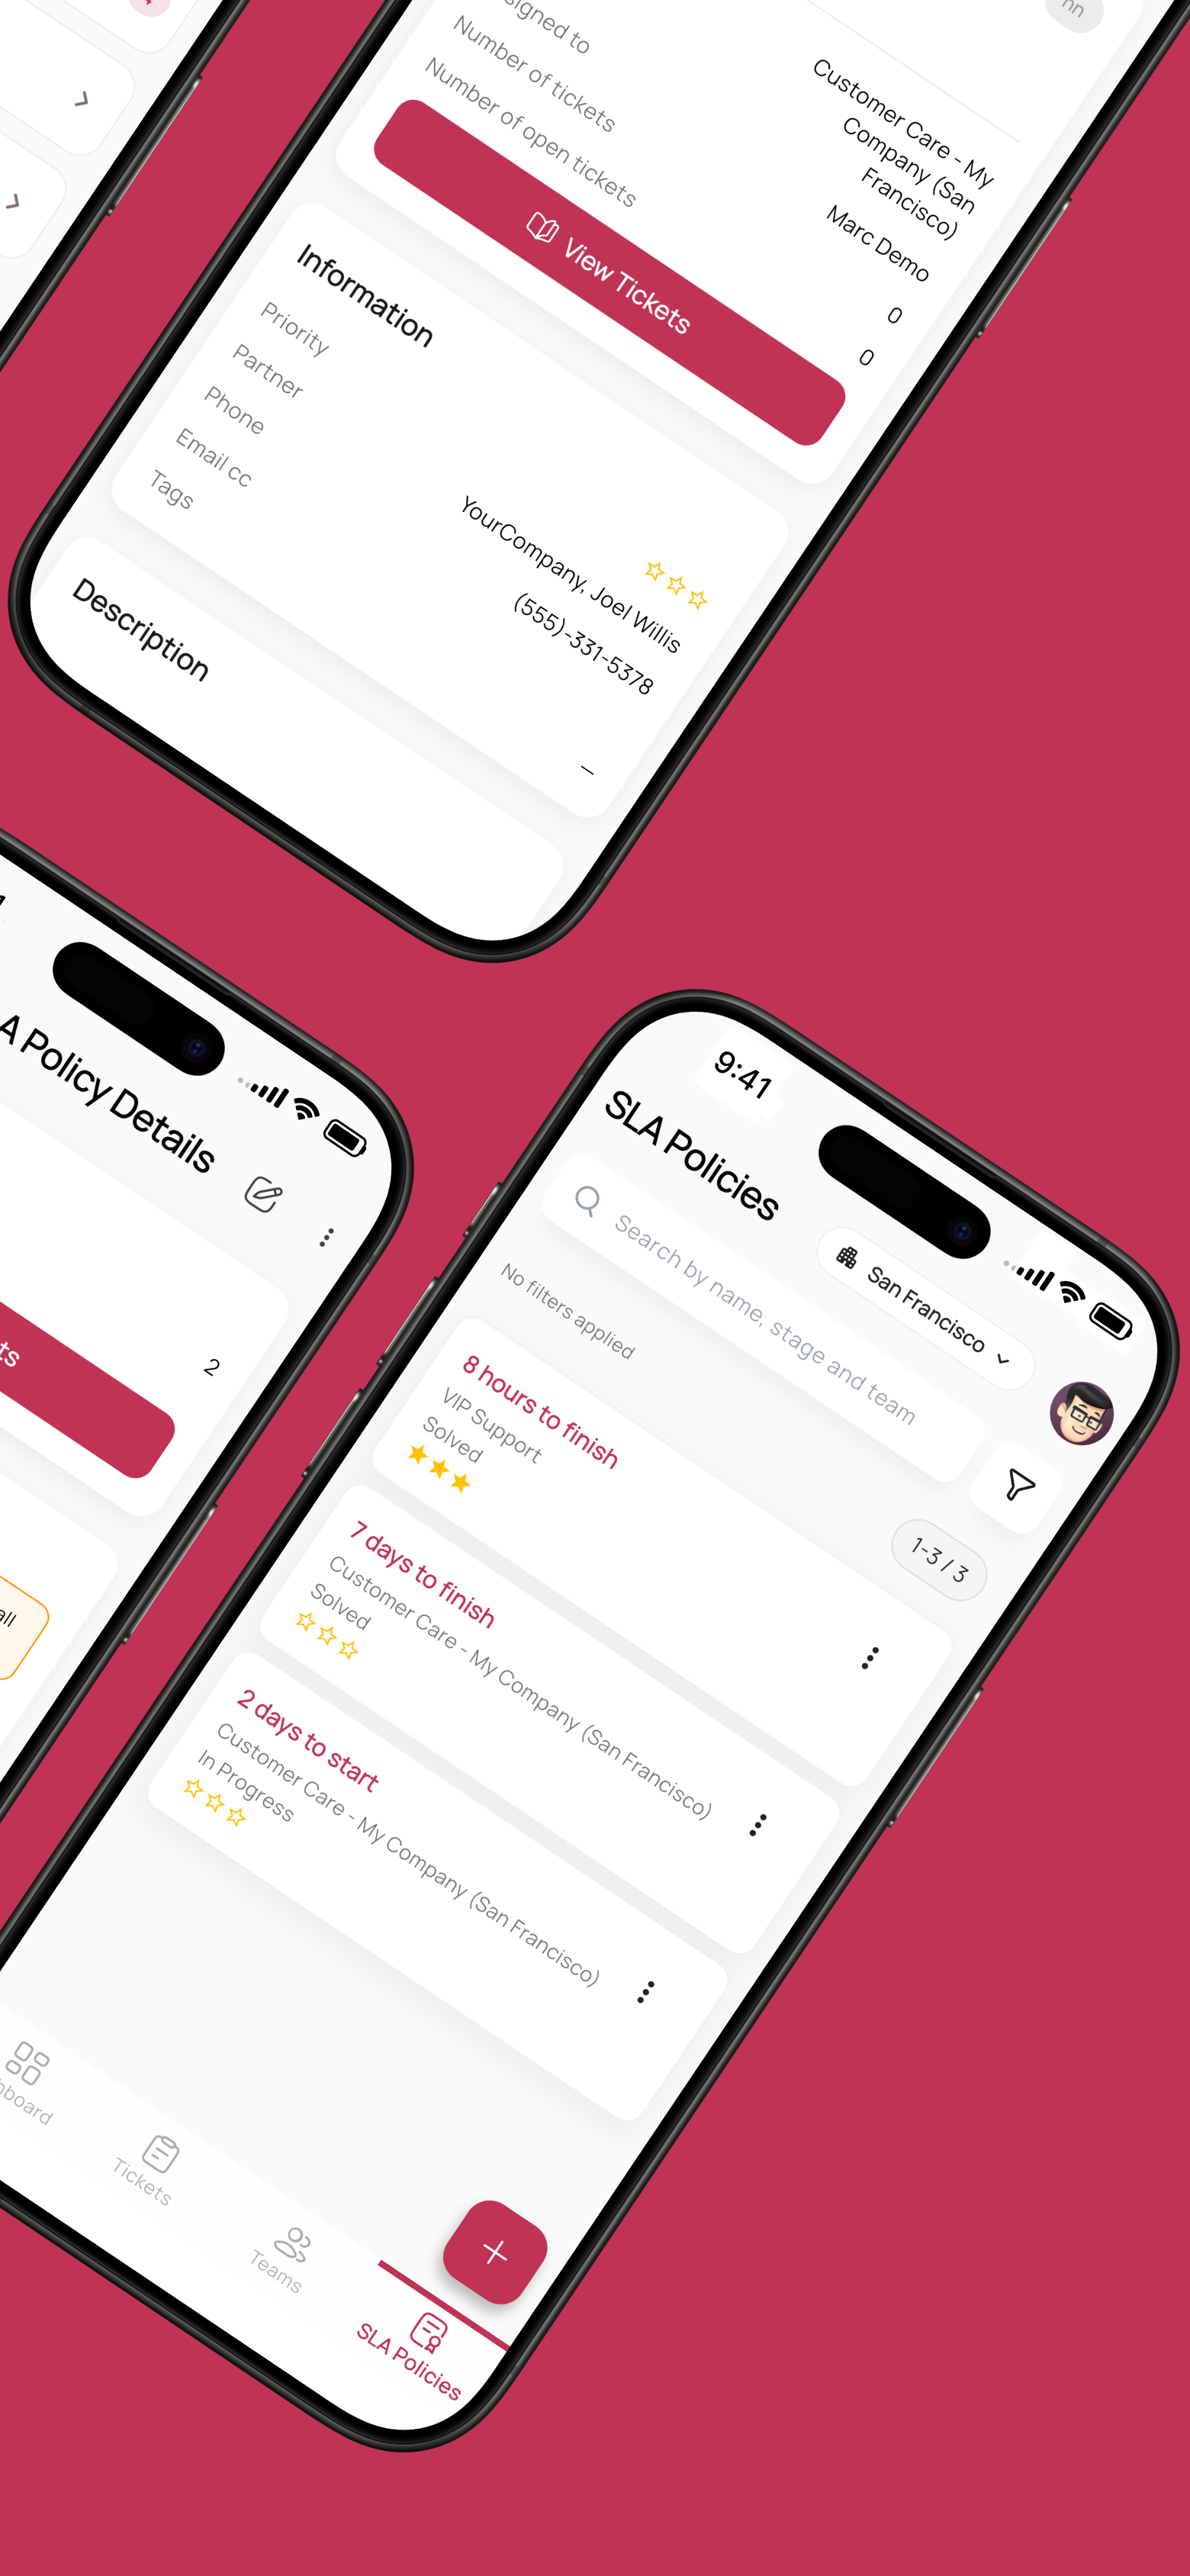 Customer Care - My
Company (San
Francisco)
Marc Demo
Number of tickets
0
Number of open tickets
0
View Tickets
Information
Priority
Partner
YourCompany, Joel Willis
Phone
(555)-331-5378
Email cc
Tags
–
Description
Policy Details
2
9:41
SLA Policies
San Francisco
Search by name, stage and team
No filters applied
1-3 / 3
8 hours to finish
VIP Support
Solved
7 days to finish
Customer Care - My Company (San Francisco)
Solved
2 days to start
Customer Care - My Company (San Francisco)
In Progress
Tickets
Teams
SLA Policies